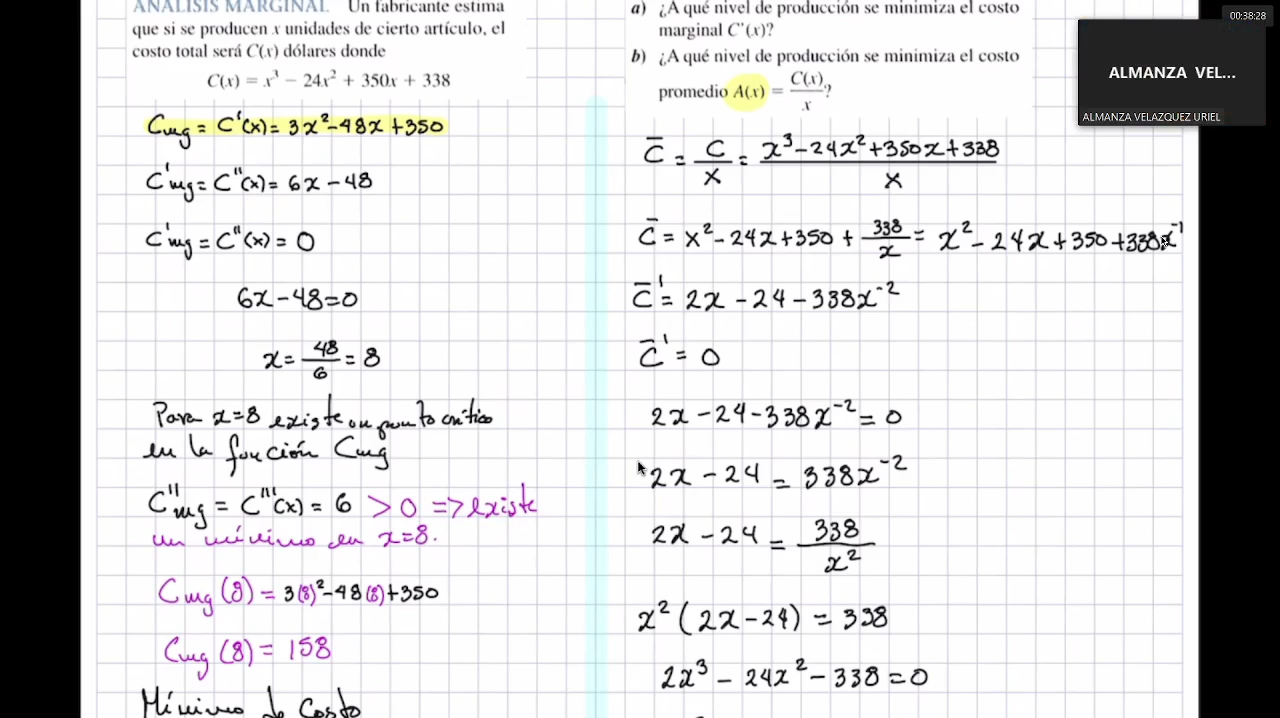 ANÁLISIS MARGINAL Un fabricante estima
que si se producen x unidades de cierto artículo, el
costo total será C(x) dólares donde
C(x) = x³ − 24x² + 350x + 338
Cmg = C'(x) = 3x²-48x+350
C'mg = C''(x) = 6x-48
C'mg = C''(x) = 0
6x-48=0
x = 48/6 = 8
Para x=8 existe un punto crítico
en la función Cmg
C''mg = C'''(x) = 6 > 0 => existe
un mínimo en x=8.
Cmg (8) = 3(8)²-48(8)+350
Cmg (8) = 158
Mínimo de Costo
a) ¿A qué nivel de producción se minimiza el costo
marginal C'(x)?
b) ¿A qué nivel de producción se minimiza el costo
promedio A(x) = C(x)/x?
C̄ = C/x = (x³-24x²+350x+338)/x
C̄ = x²-24x+350 + 338/x = x²-24x+350+338x⁻¹
C̄' = 2x-24-338x⁻²
C̄' = 0
2x-24-338x⁻² = 0
2x-24 = 338x⁻²
2x-24 = 338/x²
x²(2x-24) = 338
2x³-24x²-338=0
00:38:28
ALMANZA VEL...
ALMANZA VELAZQUEZ URIEL